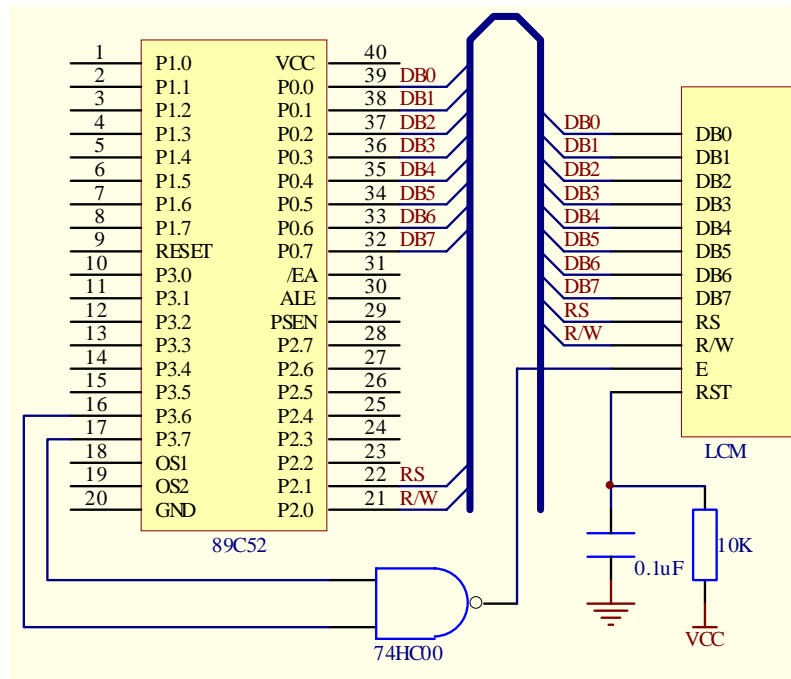 1 P1.0 VCC 40
2 P1.1 P0.0 39 DB0
3 P1.2 P0.1 38 DB1
4 P1.3 P0.2 37 DB2
5 P1.4 P0.3 36 DB3
6 P1.5 P0.4 35 DB4
7 P1.6 P0.5 34 DB5
8 P1.7 P0.6 33 DB6
9 RESET P0.7 32 DB7
10 P3.0 /EA 31
11 P3.1 ALE 30
12 P3.2 PSEN 29
13 P3.3 P2.7 28
14 P3.4 P2.6 27
15 P3.5 P2.5 26
16 P3.6 P2.4 25
17 P3.7 P2.3 24
18 OS1 P2.2 23
19 OS2 P2.1 22 RS
20 GND P2.0 21 R/W
89C52
DB0 DB0
DB1 DB1
DB2 DB2
DB3 DB3
DB4 DB4
DB5 DB5
DB6 DB6
DB7 DB7
RS RS
R/W R/W
E
RST
LCM
0.1uF
10K
VCC
74HC00